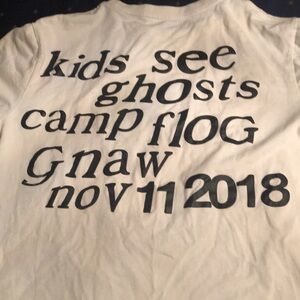 kids see
ghosts
camp flOG
Gnaw
nov 11 2018